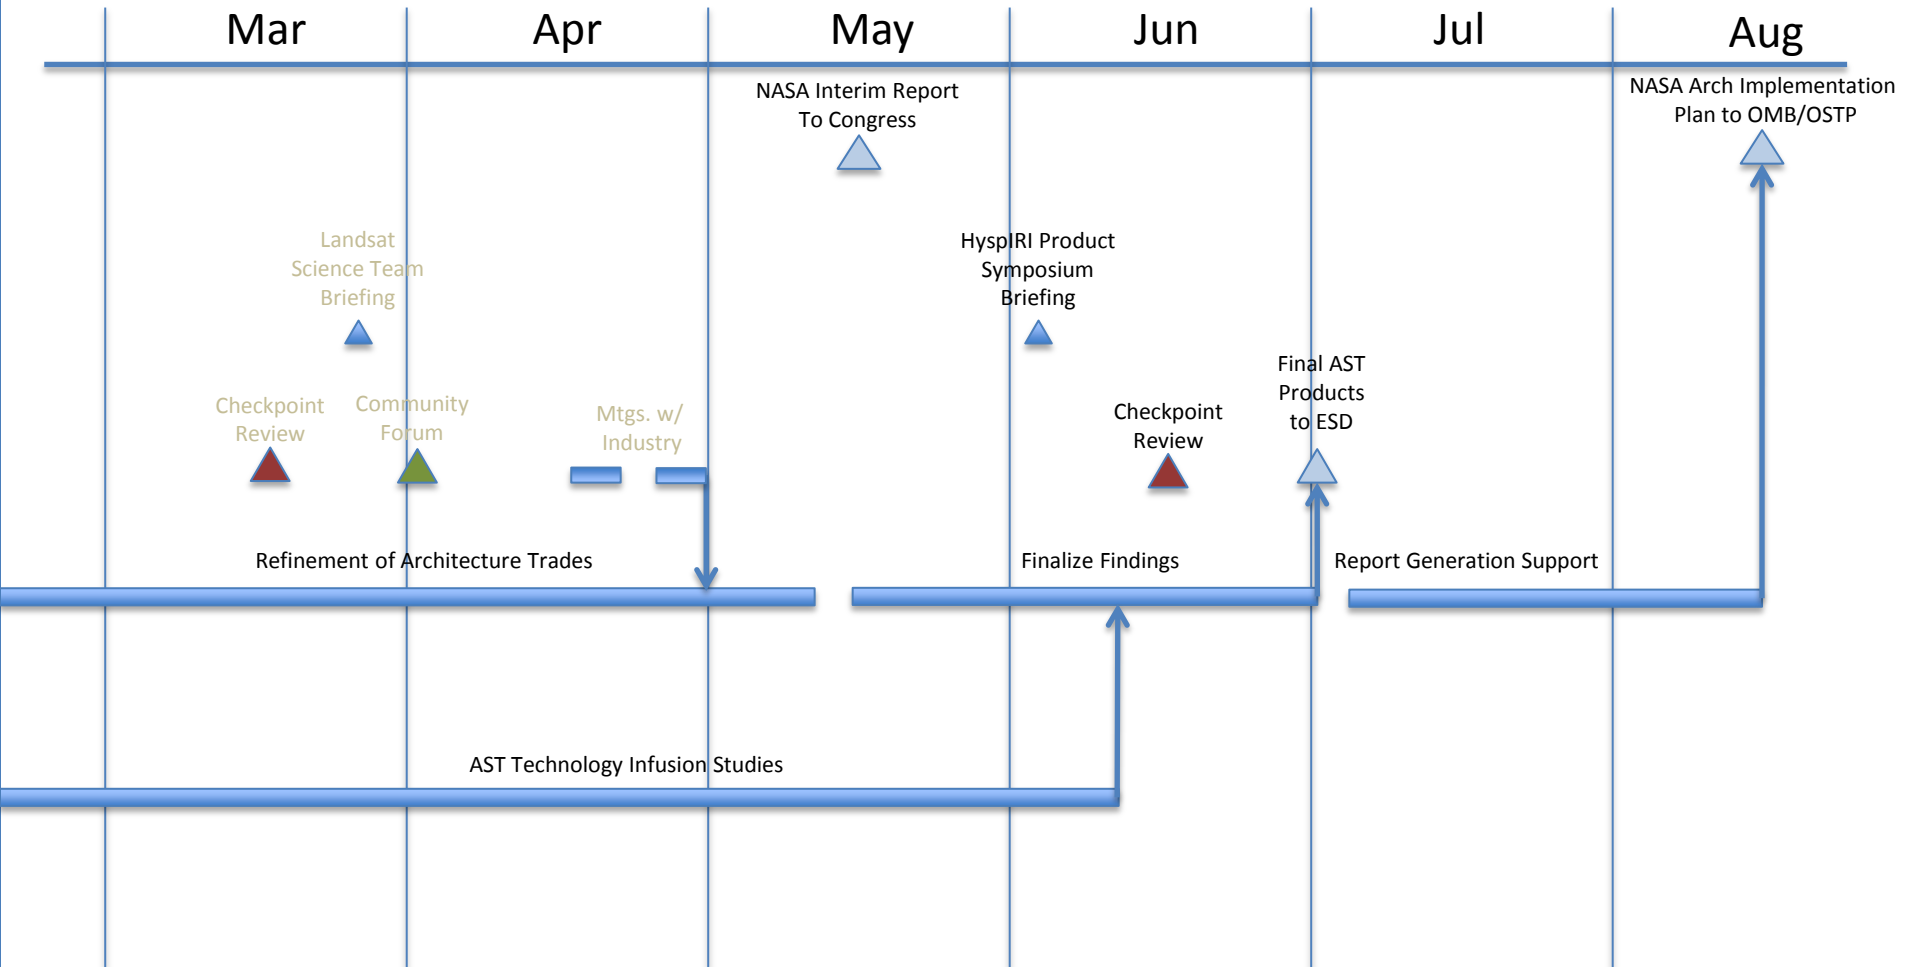 Mar
Apr
May
Jun
Jul
Aug
NASA Interim Report
To Congress
NASA Arch Implementation
Plan to OMB/OSTP
Landsat
Science Team
Briefing
HyspIRI Product
Symposium
Briefing
Checkpoint
Review
Community
Forum
Mtgs. w/
Industry
Checkpoint
Review
Final AST
Products
to ESD
Refinement of Architecture Trades
Finalize Findings
Report Generation Support
AST Technology Infusion Studies